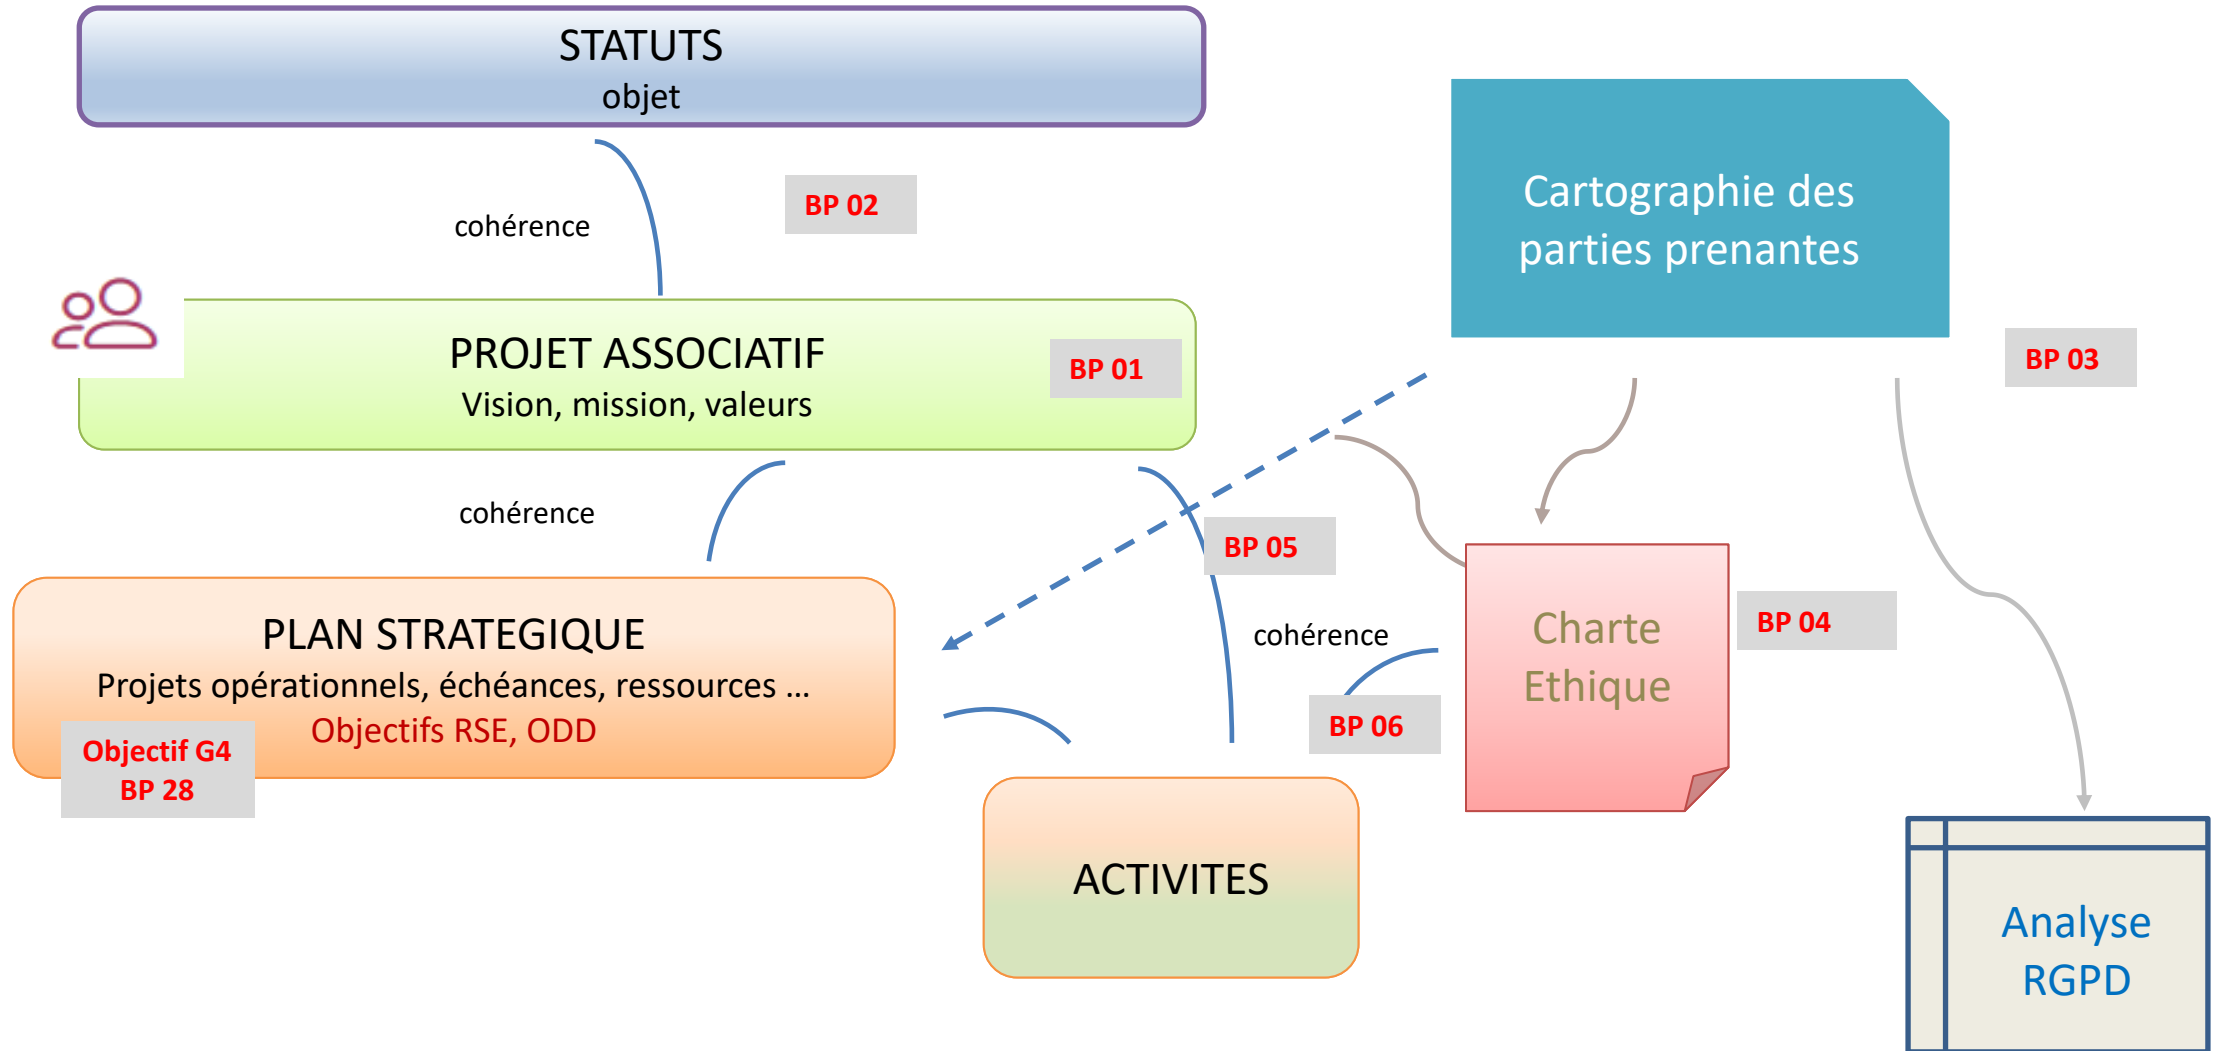 STATUTS
objet
BP 02
cohérence
Cartographie des
parties prenantes
BP 03
PROJET ASSOCIATIF
Vision, mission, valeurs
BP 01
cohérence
BP 05
PLAN STRATEGIQUE
Projets opérationnels, échéances, ressources ...
Objectifs RSE, ODD
Objectif G4
BP 28
cohérence
BP 06
Charte
Ethique
BP 04
ACTIVITES
Analyse
RGPD